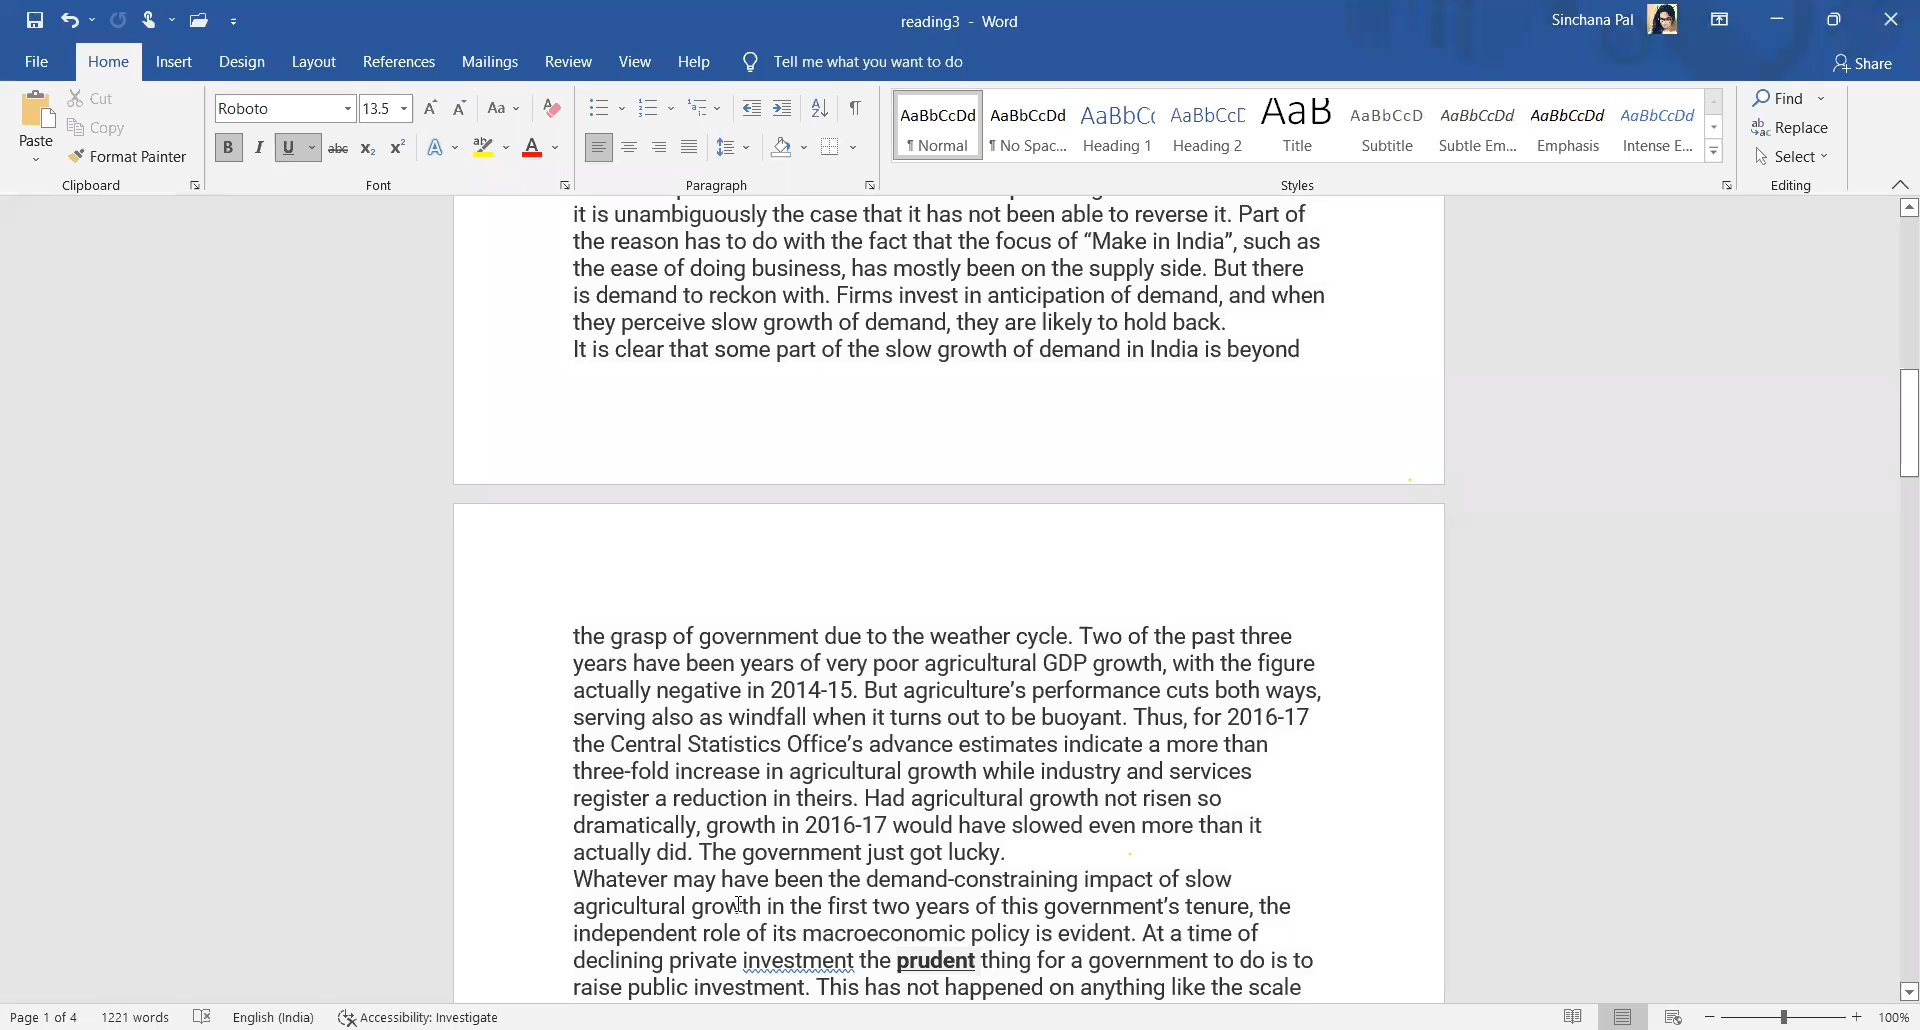 reading3 - Word
Sinchana Pal
File Home Insert Design Layout References Mailings Review View Help Tell me what you want to do Share
Paste
Cut
Copy
Format Painter
Clipboard
Roboto 13.5
Font
Paragraph
AaBbCcDd AaBbCcDd AaBbCc AaBbCcD AaB AaBbCcD AaBbCcDd AaBbCcDd AaBbCcDd
¶ Normal ¶ No Spac... Heading 1 Heading 2 Title Subtitle Subtle Em... Emphasis Intense E...
Styles
Find
Replace
Select
Editing
it is unambiguously the case that it has not been able to reverse it. Part of
the reason has to do with the fact that the focus of “Make in India”, such as
the ease of doing business, has mostly been on the supply side. But there
is demand to reckon with. Firms invest in anticipation of demand, and when
they perceive slow growth of demand, they are likely to hold back.
It is clear that some part of the slow growth of demand in India is beyond
the grasp of government due to the weather cycle. Two of the past three
years have been years of very poor agricultural GDP growth, with the figure
actually negative in 2014-15. But agriculture’s performance cuts both ways,
serving also as windfall when it turns out to be buoyant. Thus, for 2016-17
the Central Statistics Office’s advance estimates indicate a more than
three-fold increase in agricultural growth while industry and services
register a reduction in theirs. Had agricultural growth not risen so
dramatically, growth in 2016-17 would have slowed even more than it
actually did. The government just got lucky.
Whatever may have been the demand-constraining impact of slow
agricultural growth in the first two years of this government’s tenure, the
independent role of its macroeconomic policy is evident. At a time of
declining private investment the prudent thing for a government to do is to
raise public investment. This has not happened on anything like the scale
Page 1 of 4 1221 words English (India) Accessibility: Investigate 100%